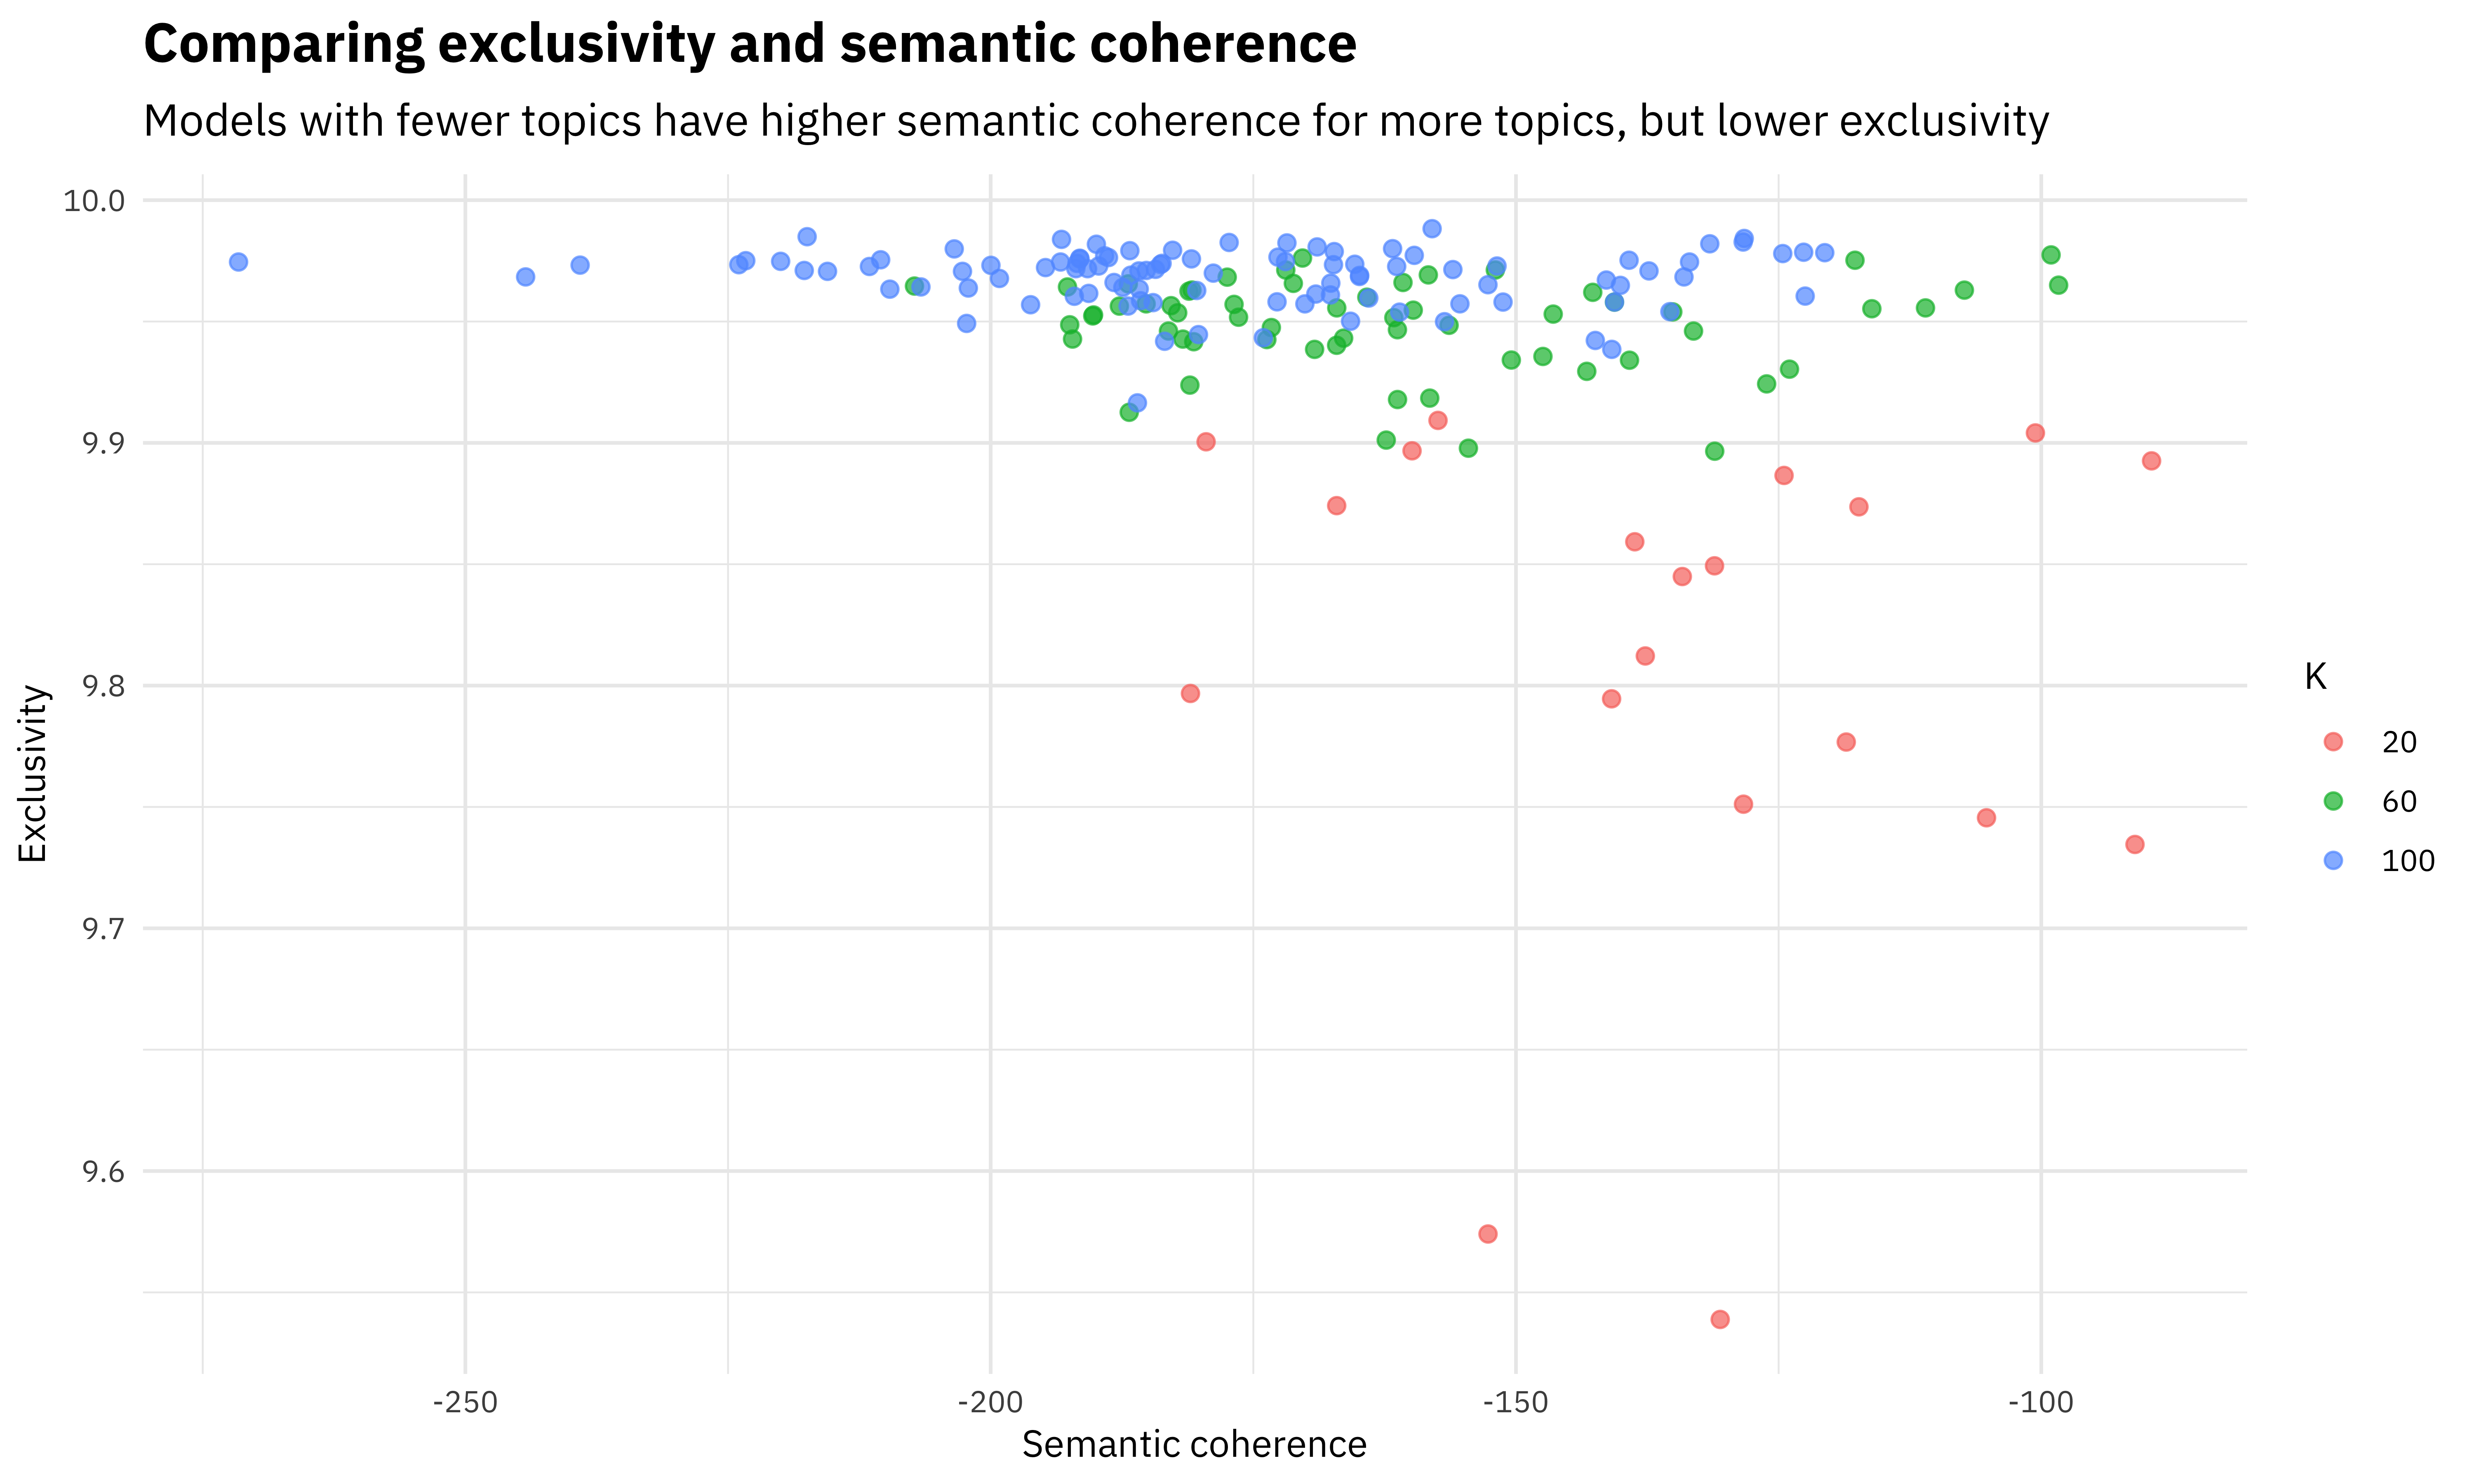 Comparing exclusivity and semantic coherence
Models with fewer topics have higher semantic coherence for more topics, but lower exclusivity
10.0
9.9
9.8
9.7
9.6
Exclusivity
-250
-200
-150
-100
Semantic coherence
K
20
60
100